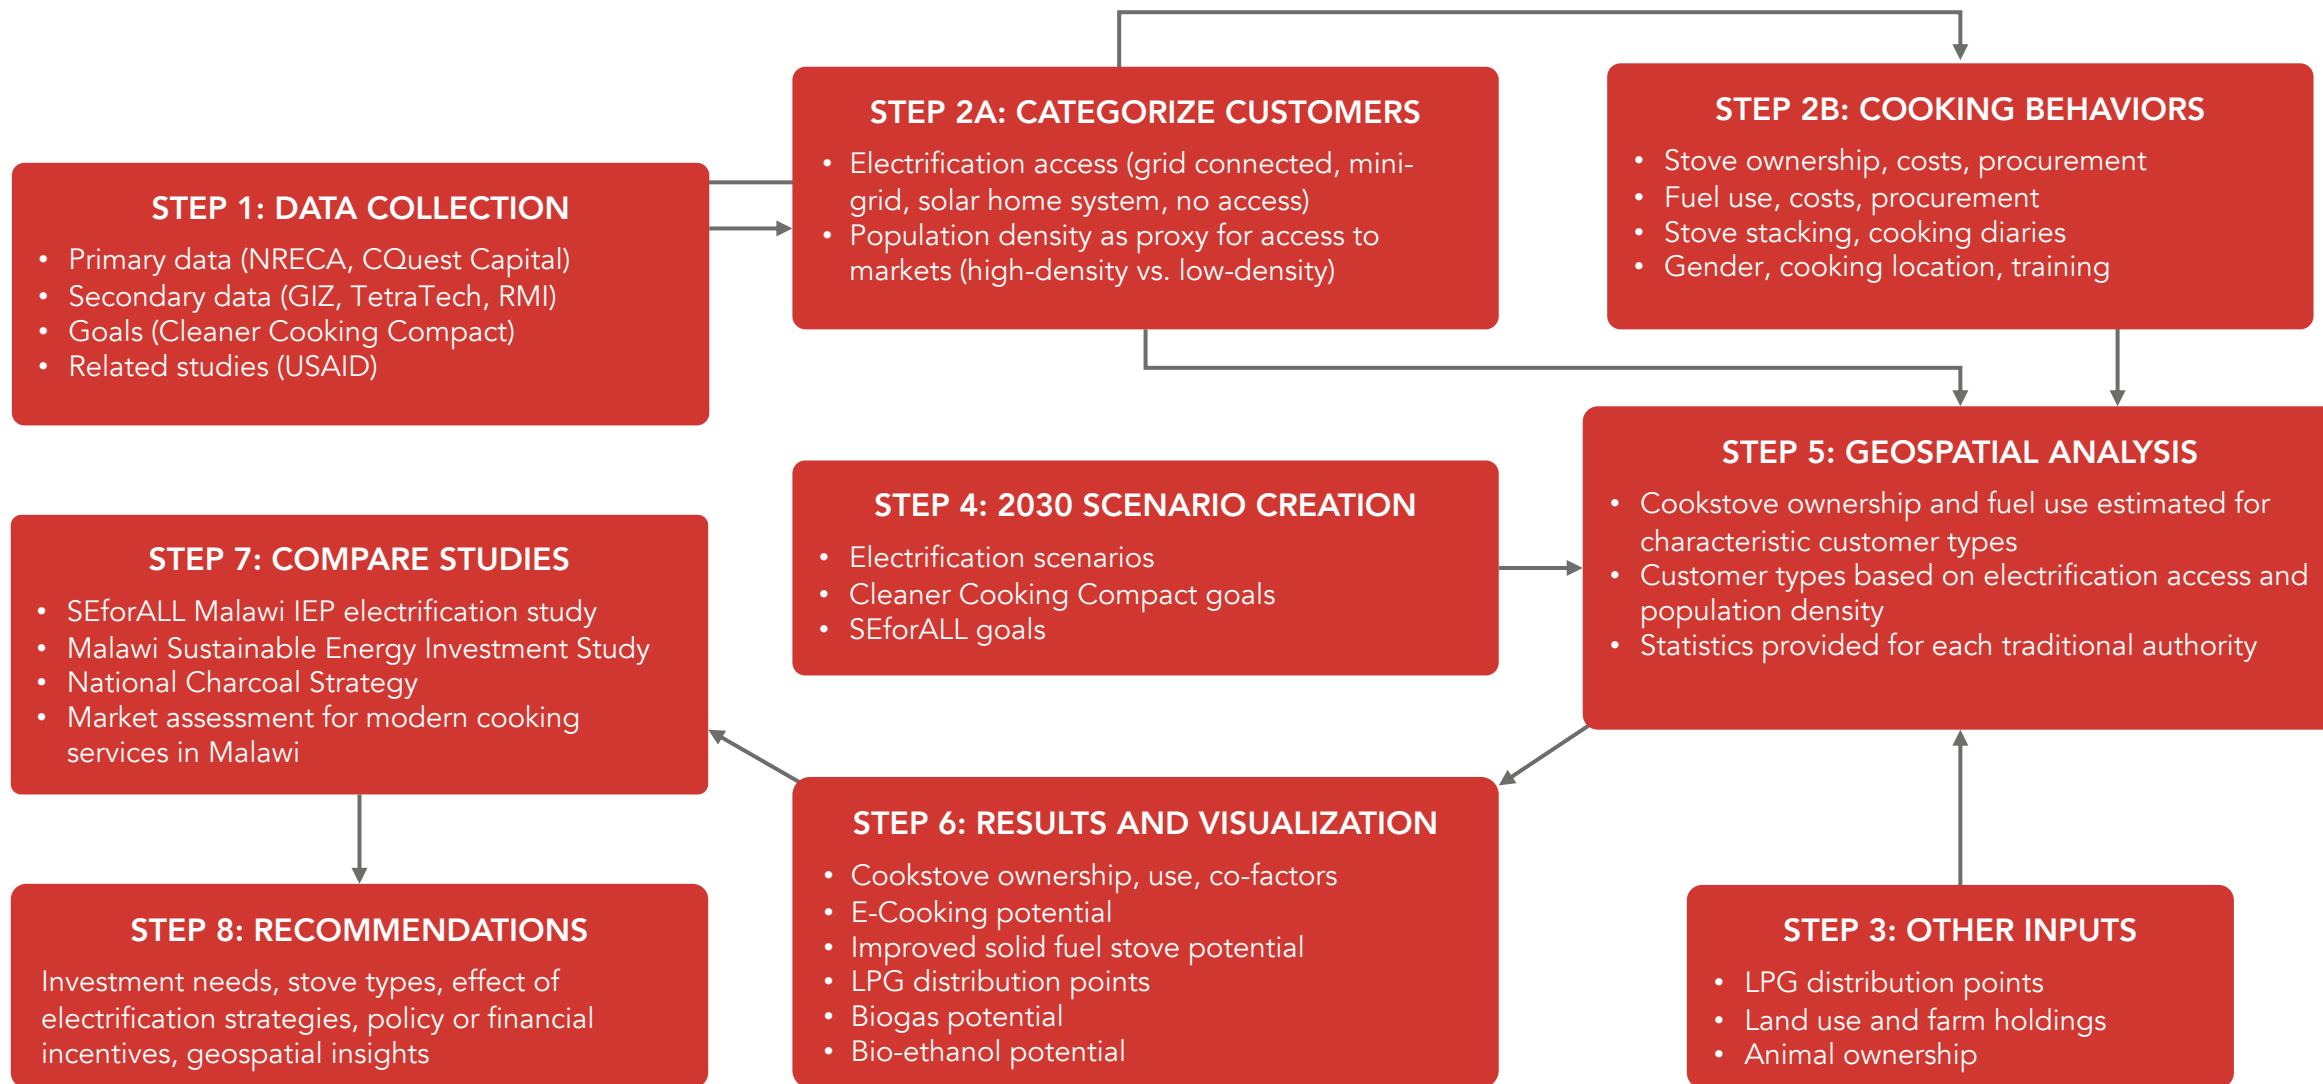 STEP 1: DATA COLLECTION
• Primary data (NRECA, CQuest Capital)
• Secondary data (GIZ, TetraTech, RMI)
• Goals (Cleaner Cooking Compact)
• Related studies (USAID)
STEP 2A: CATEGORIZE CUSTOMERS
• Electrification access (grid connected, mini-
grid, solar home system, no access)
• Population density as proxy for access to
markets (high-density vs. low-density)
STEP 2B: COOKING BEHAVIORS
• Stove ownership, costs, procurement
• Fuel use, costs, procurement
• Stove stacking, cooking diaries
• Gender, cooking location, training
STEP 7: COMPARE STUDIES
• SEforALL Malawi IEP electrification study
• Malawi Sustainable Energy Investment Study
• National Charcoal Strategy
• Market assessment for modern cooking
services in Malawi
STEP 4: 2030 SCENARIO CREATION
• Electrification scenarios
• Cleaner Cooking Compact goals
• SEforALL goals
STEP 5: GEOSPATIAL ANALYSIS
• Cookstove ownership and fuel use estimated for
characteristic customer types
• Customer types based on electrification access and
population density
• Statistics provided for each traditional authority
STEP 8: RECOMMENDATIONS
Investment needs, stove types, effect of
electrification strategies, policy or financial
incentives, geospatial insights
STEP 6: RESULTS AND VISUALIZATION
• Cookstove ownership, use, co-factors
• E-Cooking potential
• Improved solid fuel stove potential
• LPG distribution points
• Biogas potential
• Bio-ethanol potential
STEP 3: OTHER INPUTS
• LPG distribution points
• Land use and farm holdings
• Animal ownership